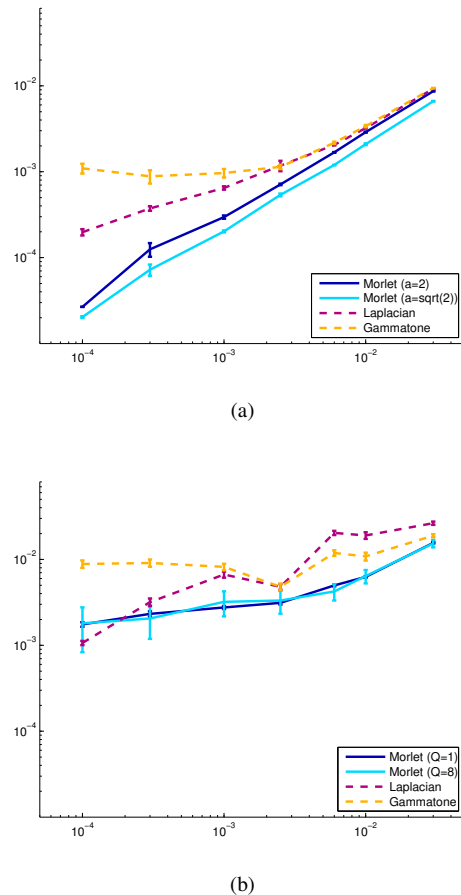 10⁻²
10⁻³
10⁻⁴
Morlet (a=2)
Morlet (a=sqrt(2))
Laplacian
Gammatone
10⁻⁴ 10⁻³ 10⁻²
(a)
10⁻²
10⁻³
10⁻⁴
Morlet (Q=1)
Morlet (Q=8)
Laplacian
Gammatone
10⁻⁴ 10⁻³ 10⁻²
(b)